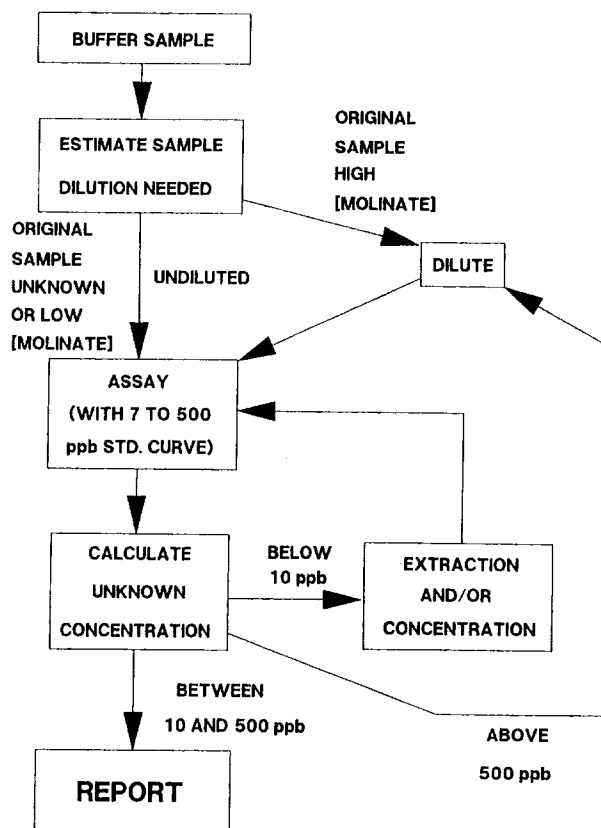 BUFFER SAMPLE
ESTIMATE SAMPLE
DILUTION NEEDED
ORIGINAL
SAMPLE
HIGH
[MOLINATE]
ORIGINAL
SAMPLE
UNKNOWN
OR LOW
[MOLINATE]
UNDILUTED
DILUTE
ASSAY
(WITH 7 TO 500
ppb STD. CURVE)
CALCULATE
UNKNOWN
CONCENTRATION
BELOW
10 ppb
EXTRACTION
AND/OR
CONCENTRATION
BETWEEN
10 AND 500 ppb
ABOVE
500 ppb
REPORT